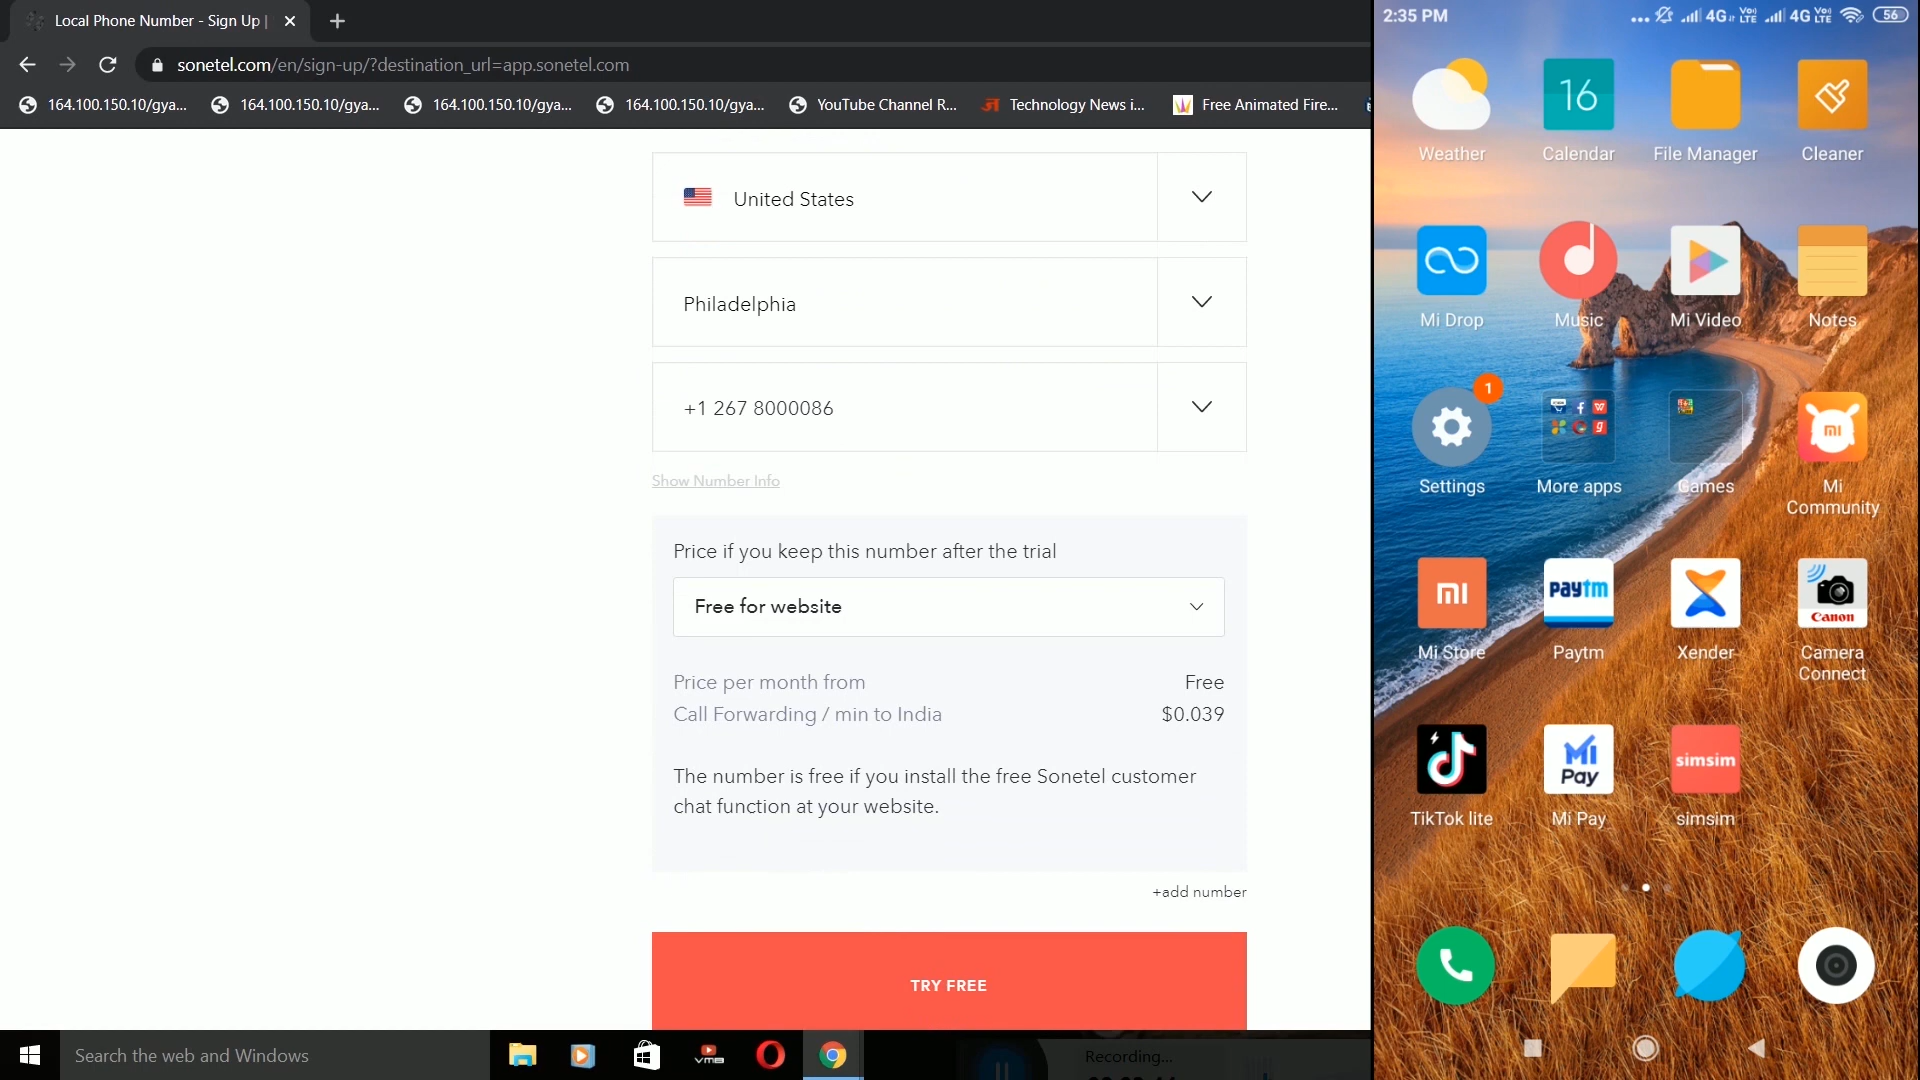 Local Phone Number - Sign Up |
sonetel.com/en/sign-up/?destination_url=app.sonetel.com
164.100.150.10/gya...
164.100.150.10/gya...
164.100.150.10/gya...
164.100.150.10/gya...
YouTube Channel R...
Technology News i...
Free Animated Fire...
United States
Philadelphia
+1 267 8000086
Show Number Info
Price if you keep this number after the trial
Free for website
Price per month from Free
Call Forwarding / min to India $0.039
The number is free if you install the free Sonetel customer
chat function at your website.
+add number
TRY FREE
Search the web and Windows
VMB
Recording...
2:35 PM
4G VoLTE 4G VoLTE 56
16
Weather Calendar File Manager Cleaner
Mi Drop Music Mi Video Notes
1
mi
Settings More apps Games Mi
Community
mi paytm Canon
Mi Store Paytm Xender Camera
Connect
MI Pay simsim
TikTok lite Mi Pay simsim